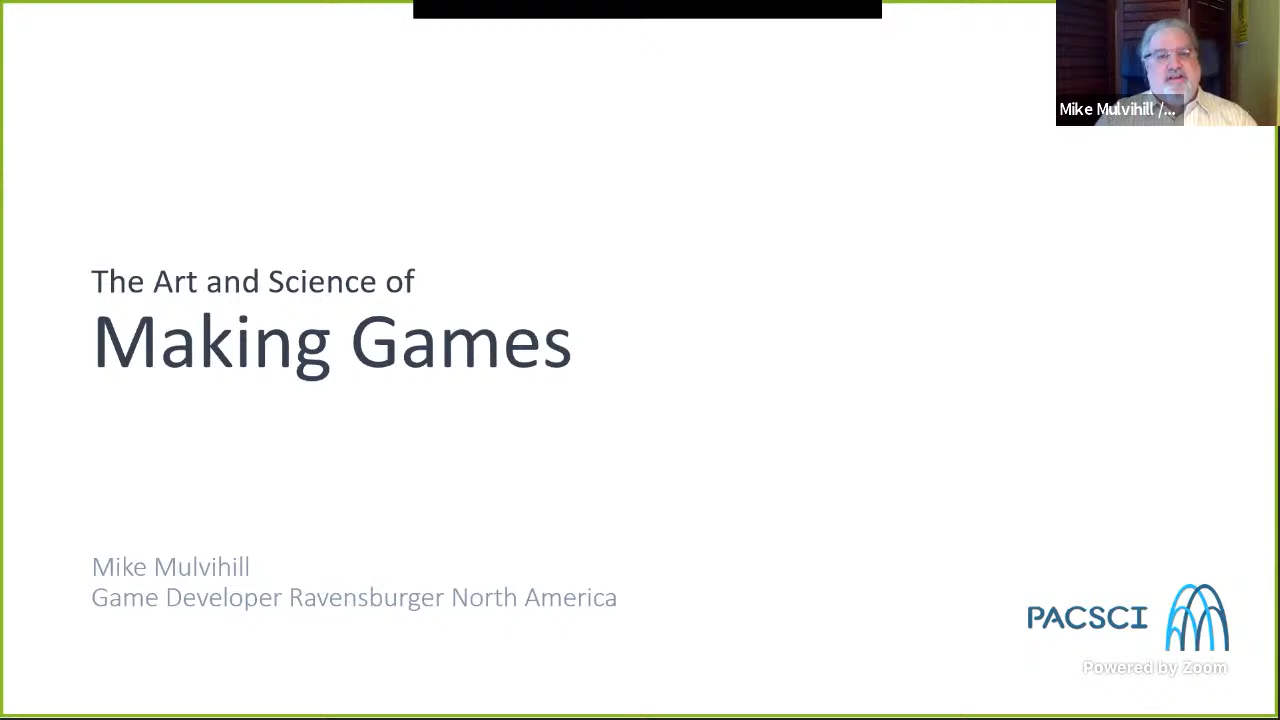 Mike Mulvihill /...
The Art and Science of
Making Games
Mike Mulvihill
Game Developer Ravensburger North America
PACSCI
Powered by Zoom